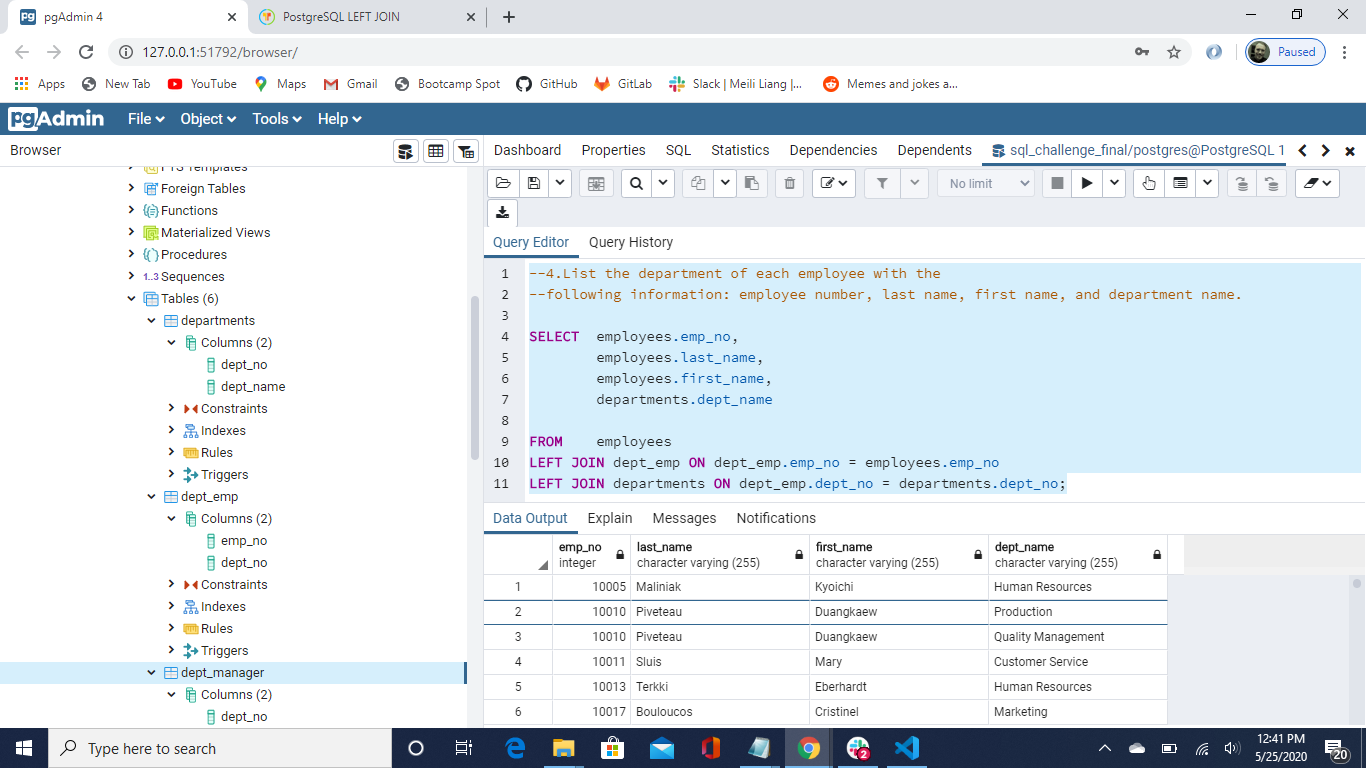 pgAdmin 4
PostgreSQL LEFT JOIN
127.0.0.1:51792/browser/
Paused
Apps
New Tab
YouTube
Maps
Gmail
Bootcamp Spot
GitHub
GitLab
Slack | Meili Liang |...
Memes and jokes a...
pgAdmin
File
Object
Tools
Help
Browser
Dashboard
Properties
SQL
Statistics
Dependencies
Dependents
sql_challenge_final/postgres@PostgreSQL 1
FTS Templates
Foreign Tables
Functions
Materialized Views
Procedures
1..3 Sequences
Tables (6)
departments
Columns (2)
dept_no
dept_name
Constraints
Indexes
Rules
Triggers
dept_emp
Columns (2)
emp_no
dept_no
Constraints
Indexes
Rules
Triggers
dept_manager
Columns (2)
dept_no
No limit
Query Editor
Query History
1 --4.List the department of each employee with the
2 --following information: employee number, last name, first name, and department name.
3
4 SELECT employees.emp_no,
5 employees.last_name,
6 employees.first_name,
7 departments.dept_name
8
9 FROM employees
10 LEFT JOIN dept_emp ON dept_emp.emp_no = employees.emp_no
11 LEFT JOIN departments ON dept_emp.dept_no = departments.dept_no;
Data Output
Explain
Messages
Notifications
emp_no last_name first_name dept_name
integer character varying (255) character varying (255) character varying (255)
1 10005 Maliniak Kyoichi Human Resources
2 10010 Piveteau Duangkaew Production
3 10010 Piveteau Duangkaew Quality Management
4 10011 Sluis Mary Customer Service
5 10013 Terkki Eberhardt Human Resources
6 10017 Bouloucos Cristinel Marketing
Type here to search
2
12:41 PM
5/25/2020
20